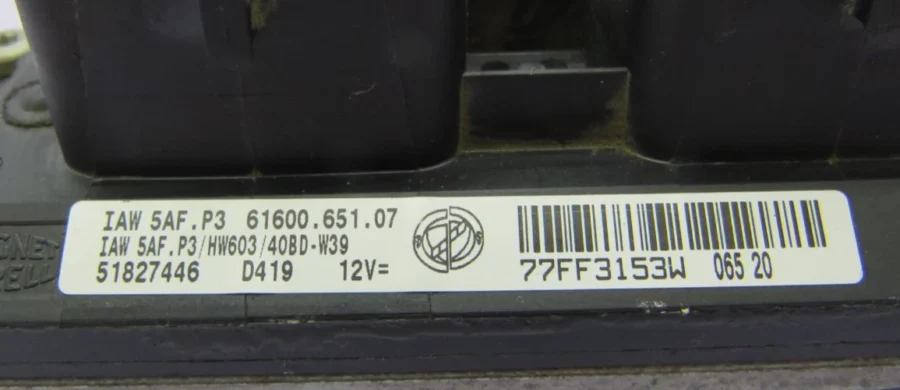 IAW 5AF.P3 61600.651.07
IAW 5AF.P3/HW603/40BD-W39
51827446 D419 12V=
77FF3153W 065 20